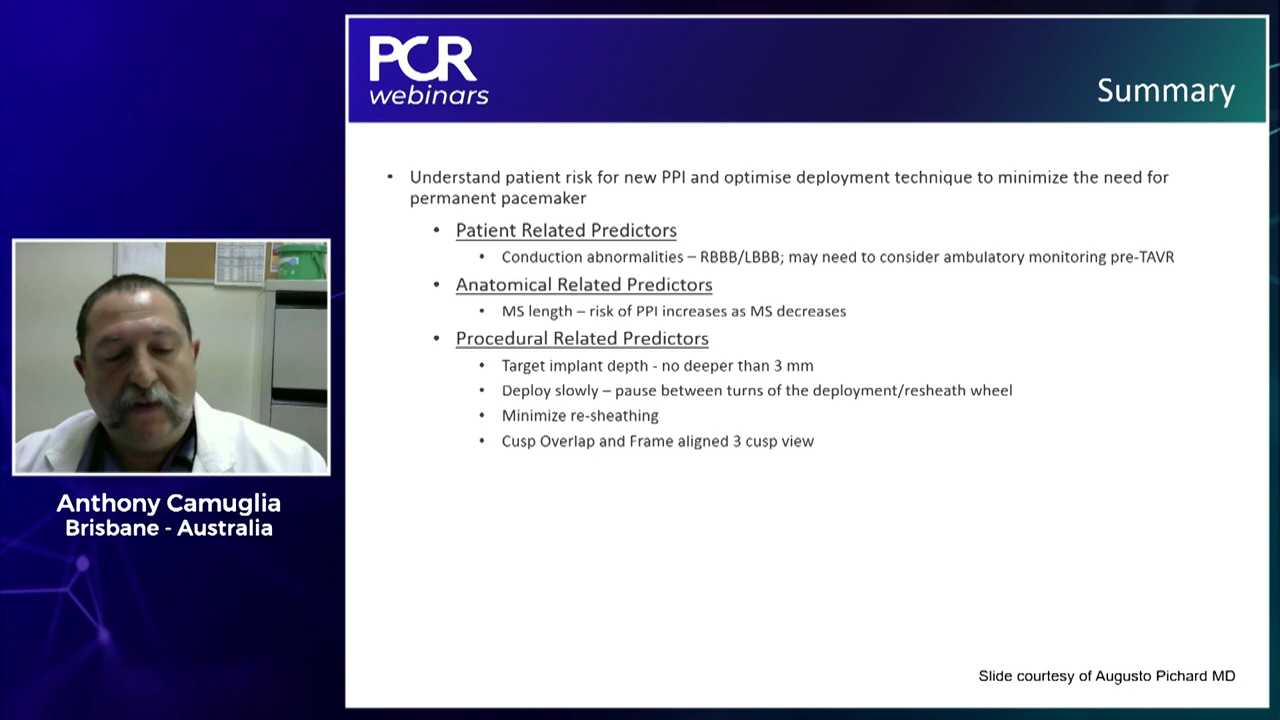 PCR
webinars
Summary
• Understand patient risk for new PPI and optimise deployment technique to minimize the need for
permanent pacemaker
• Patient Related Predictors
• Conduction abnormalities – RBBB/LBBB; may need to consider ambulatory monitoring pre-TAVR
• Anatomical Related Predictors
• MS length – risk of PPI increases as MS decreases
• Procedural Related Predictors
• Target implant depth - no deeper than 3 mm
• Deploy slowly – pause between turns of the deployment/resheath wheel
• Minimize re-sheathing
• Cusp Overlap and Frame aligned 3 cusp view
Anthony Camuglia
Brisbane - Australia
Slide courtesy of Augusto Pichard MD